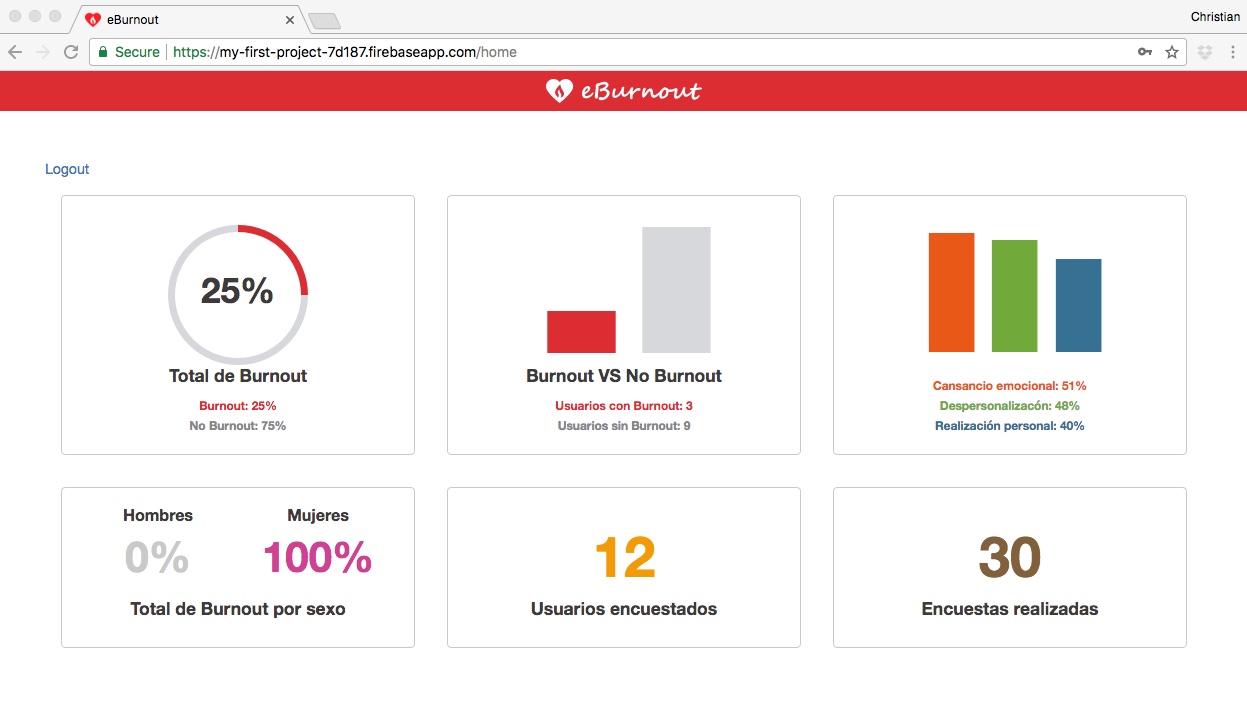 eBurnout
Christian
Secure
https://my-first-project-7d187.firebaseapp.com/home
eBurnout
Logout
25%
Total de Burnout
Burnout: 25%
No Burnout: 75%
Burnout VS No Burnout
Usuarios con Burnout: 3
Usuarios sin Burnout: 9
Cansancio emocional: 51%
Despersonalizacón: 48%
Realización personal: 40%
Hombres
Mujeres
0%
100%
Total de Burnout por sexo
12
Usuarios encuestados
30
Encuestas realizadas